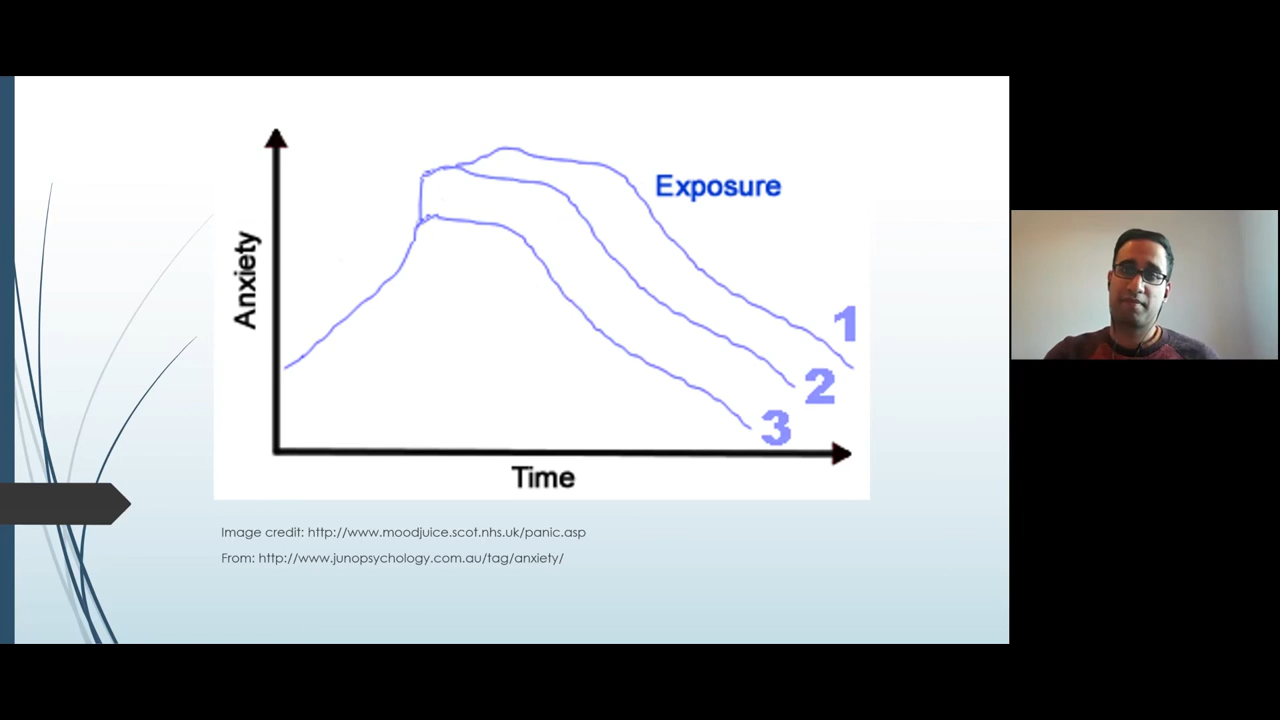 Anxiety
Exposure
1
2
3
Time
Image credit: http://www.moodjuice.scot.nhs.uk/panic.asp
From: http://www.junopsychology.com.au/tag/anxiety/